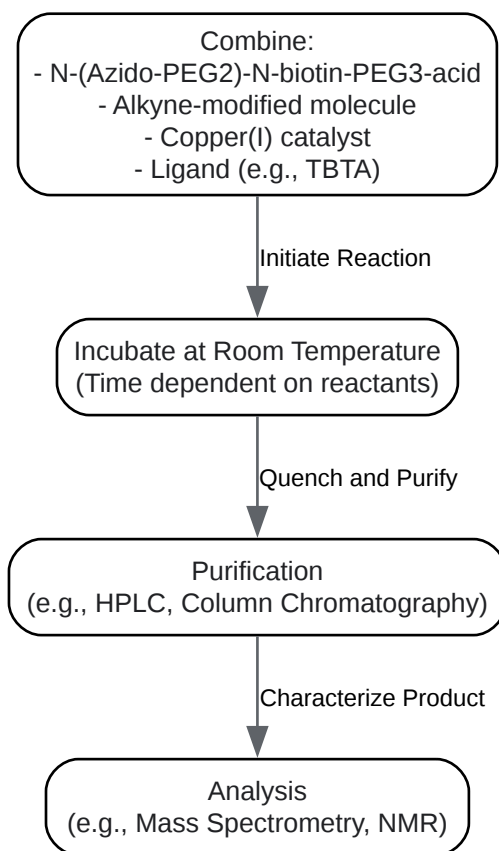 Combine:
- N-(Azido-PEG2)-N-biotin-PEG3-acid
- Alkyne-modified molecule
- Copper(I) catalyst
- Ligand (e.g., TBTA)
Initiate Reaction
Incubate at Room Temperature
(Time dependent on reactants)
Quench and Purify
Purification
(e.g., HPLC, Column Chromatography)
Characterize Product
Analysis
(e.g., Mass Spectrometry, NMR)